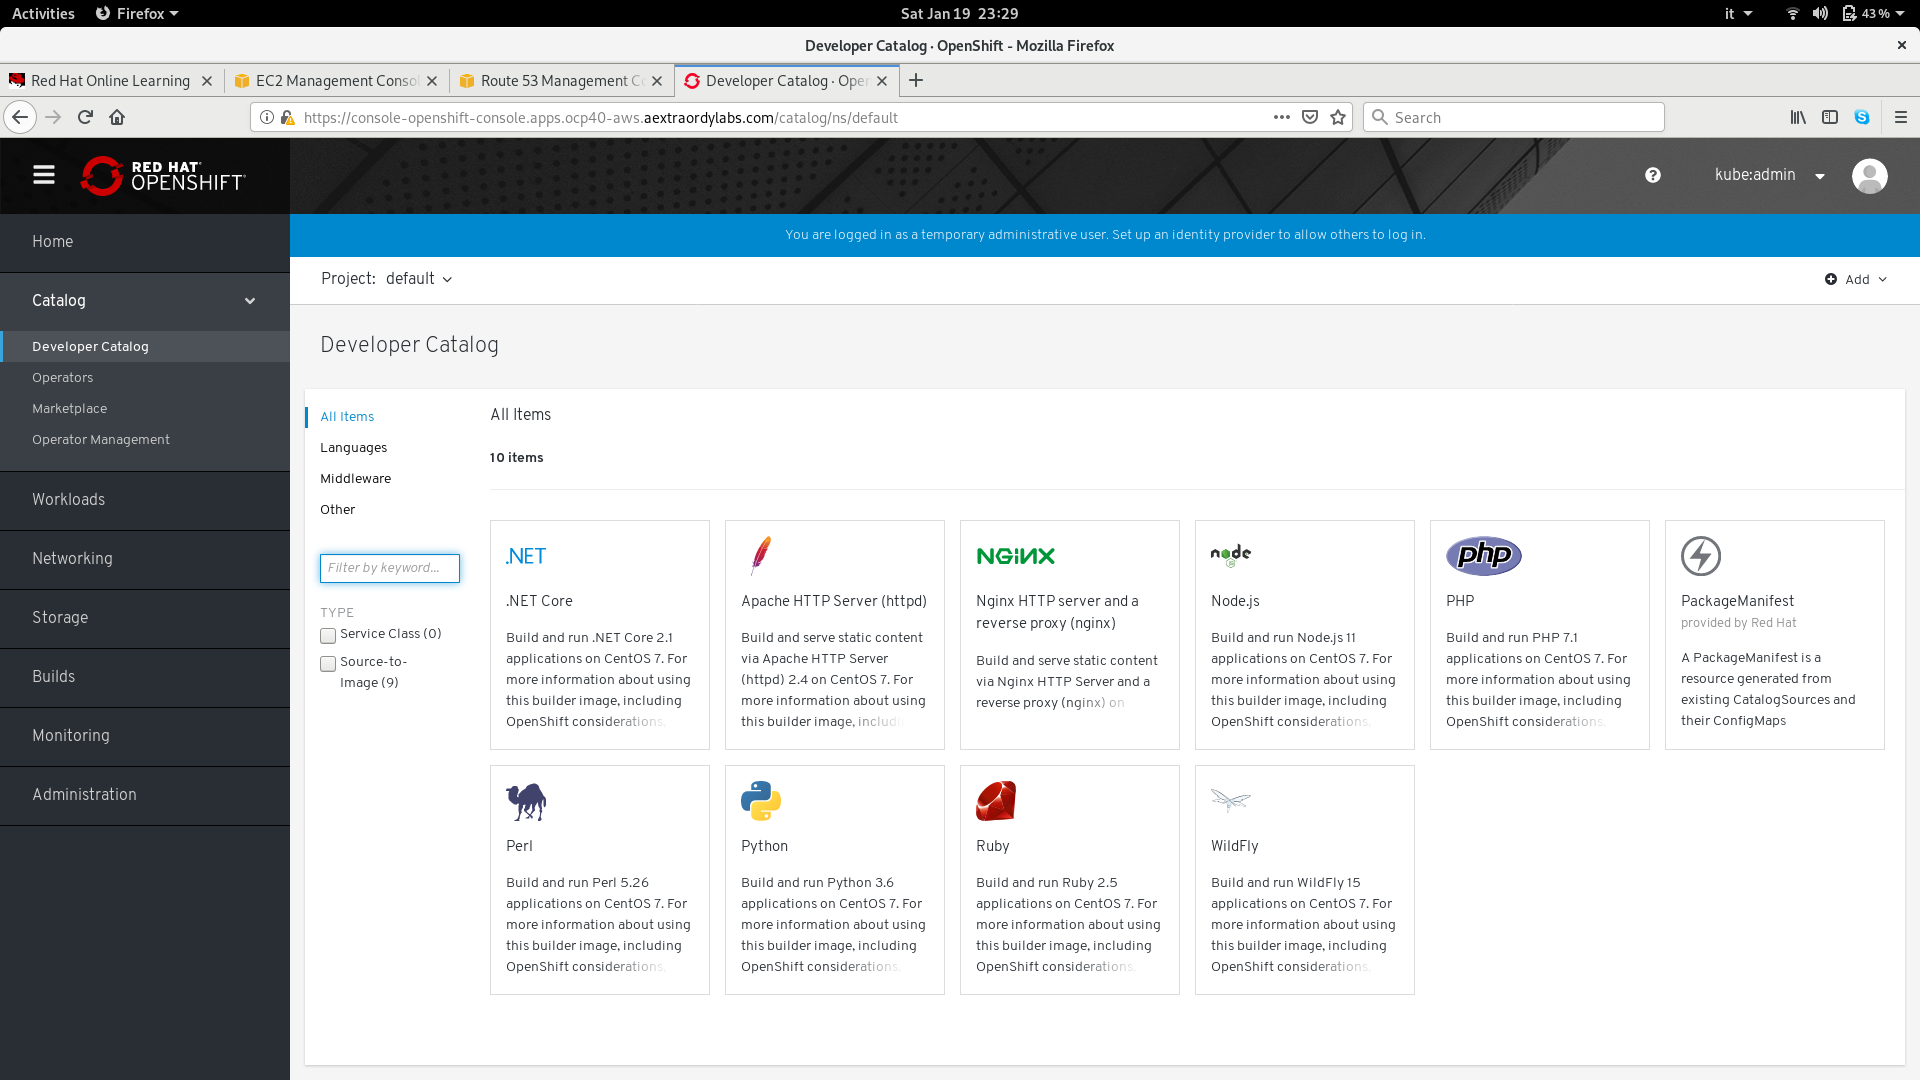 Activities Firefox Sat Jan 19 23:29 it 43%
Developer Catalog · OpenShift - Mozilla Firefox
Red Hat Online Learning EC2 Management Consol Route 53 Management Co Developer Catalog · Open
https://console-openshift-console.apps.ocp40-aws.aextraordylabs.com/catalog/ns/default Search
RED HAT
OPENSHIFT
kube:admin
You are logged in as a temporary administrative user. Set up an identity provider to allow others to log in.
Project: default Add
Home
Catalog
Developer Catalog
Operators
Marketplace
Operator Management
Workloads
Networking
Storage
Builds
Monitoring
Administration
Developer Catalog
All Items
Languages
Middleware
Other
Filter by keyword...
TYPE
Service Class (0)
Source-to-
Image (9)
All Items
10 items
.NET
.NET Core
Build and run .NET Core 2.1
applications on CentOS 7. For
more information about using
this builder image, including
OpenShift considerations.
Apache HTTP Server (httpd)
Build and serve static content
via Apache HTTP Server
(httpd) 2.4 on CentOS 7. For
more information about using
this builder image, includin
NGINX
Nginx HTTP server and a
reverse proxy (nginx)
Build and serve static content
via Nginx HTTP Server and a
reverse proxy (nginx) on
node
JS
Node.js
Build and run Node.js 11
applications on CentOS 7. For
more information about using
this builder image, including
OpenShift considerations.
php
PHP
Build and run PHP 7.1
applications on CentOS 7. For
more information about using
this builder image, including
OpenShift considerations.
PackageManifest
provided by Red Hat
A PackageManifest is a
resource generated from
existing CatalogSources and
their ConfigMaps
Perl
Build and run Perl 5.26
applications on CentOS 7. For
more information about using
this builder image, including
OpenShift considerations.
Python
Build and run Python 3.6
applications on CentOS 7. For
more information about using
this builder image, including
OpenShift considerations.
Ruby
Build and run Ruby 2.5
applications on CentOS 7. For
more information about using
this builder image, including
OpenShift considerations.
WildFly
Build and run WildFly 15
applications on CentOS 7. For
more information about using
this builder image, including
OpenShift considerations.